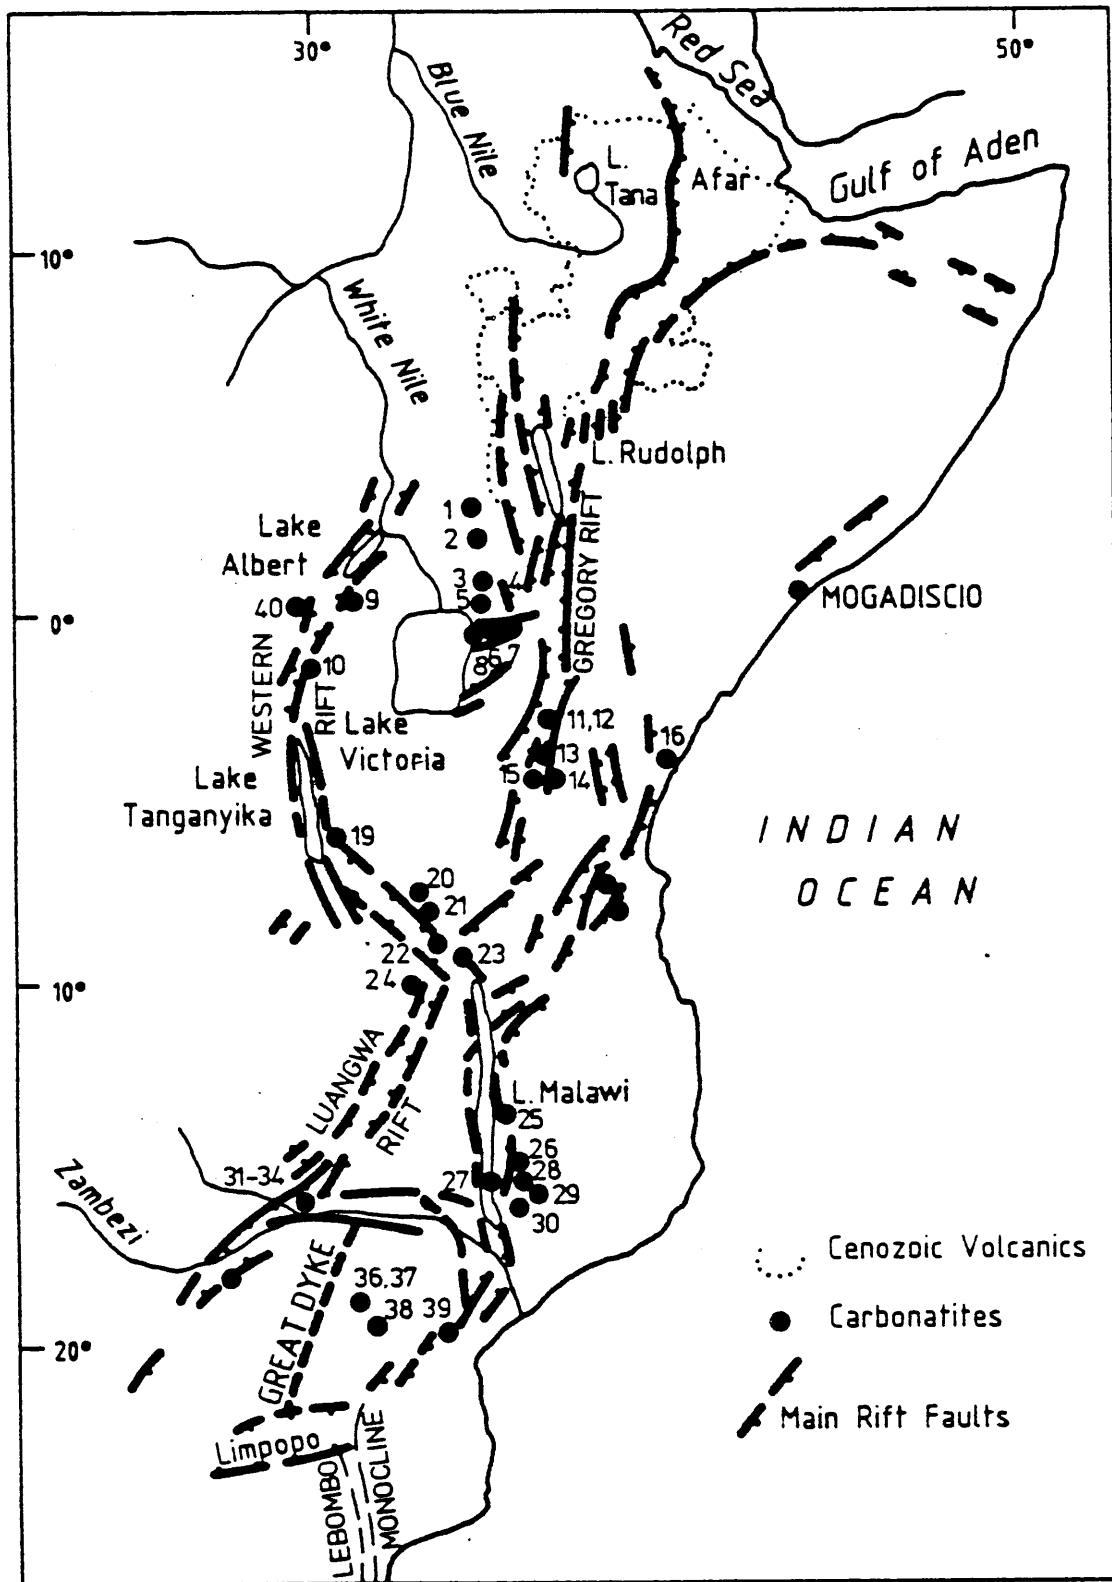 30°
50°
Red Sea
Blue Nile
L.
Tana
Afar
Gulf of Aden
10°
White Nile
L. Rudolph
1
Lake
Albert
2
GREGORY RIFT
3
4
5
40
9
MOGADISCIO
0°
8 6,7
WESTERN
RIFT
10
Lake
Victoria
11,12
16
13
15
14
Lake
Tanganyika
19
INDIAN
OCEAN
20
21
22
23
24
10°
LUANGWA
RIFT
L. Malawi
25
26
31-34
27
28
29
30
Zambezi
Cenozoic Volcanics
GREAT DYKE
36,37
38
39
Carbonatites
20°
Main Rift Faults
Limpopo
LEBOMBO
MONOCLINE